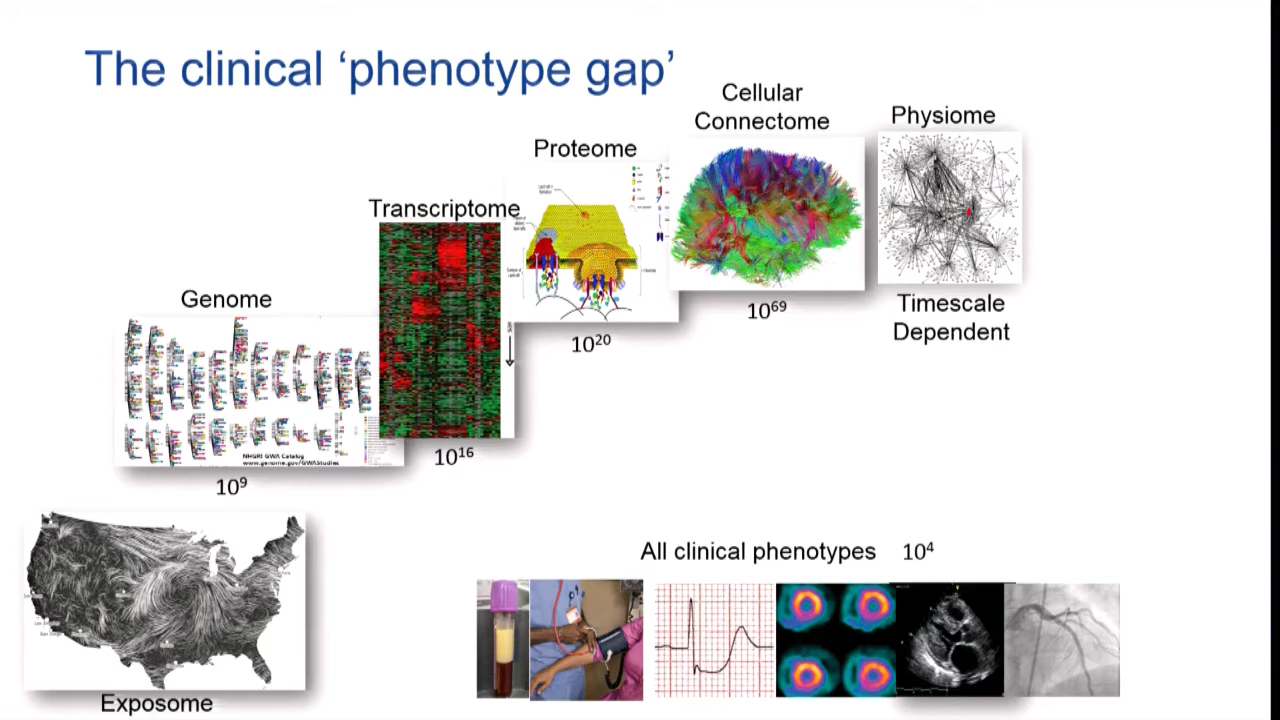 The clinical ‘phenotype gap’
Cellular
Connectome
Physiome
Proteome
Transcriptome
Genome
Timescale
Dependent
10⁶⁹
10²⁰
10¹⁶
NHGRI GWA Catalog
www.genome.gov/GWAStudies
10⁹
All clinical phenotypes 10⁴
Exposome